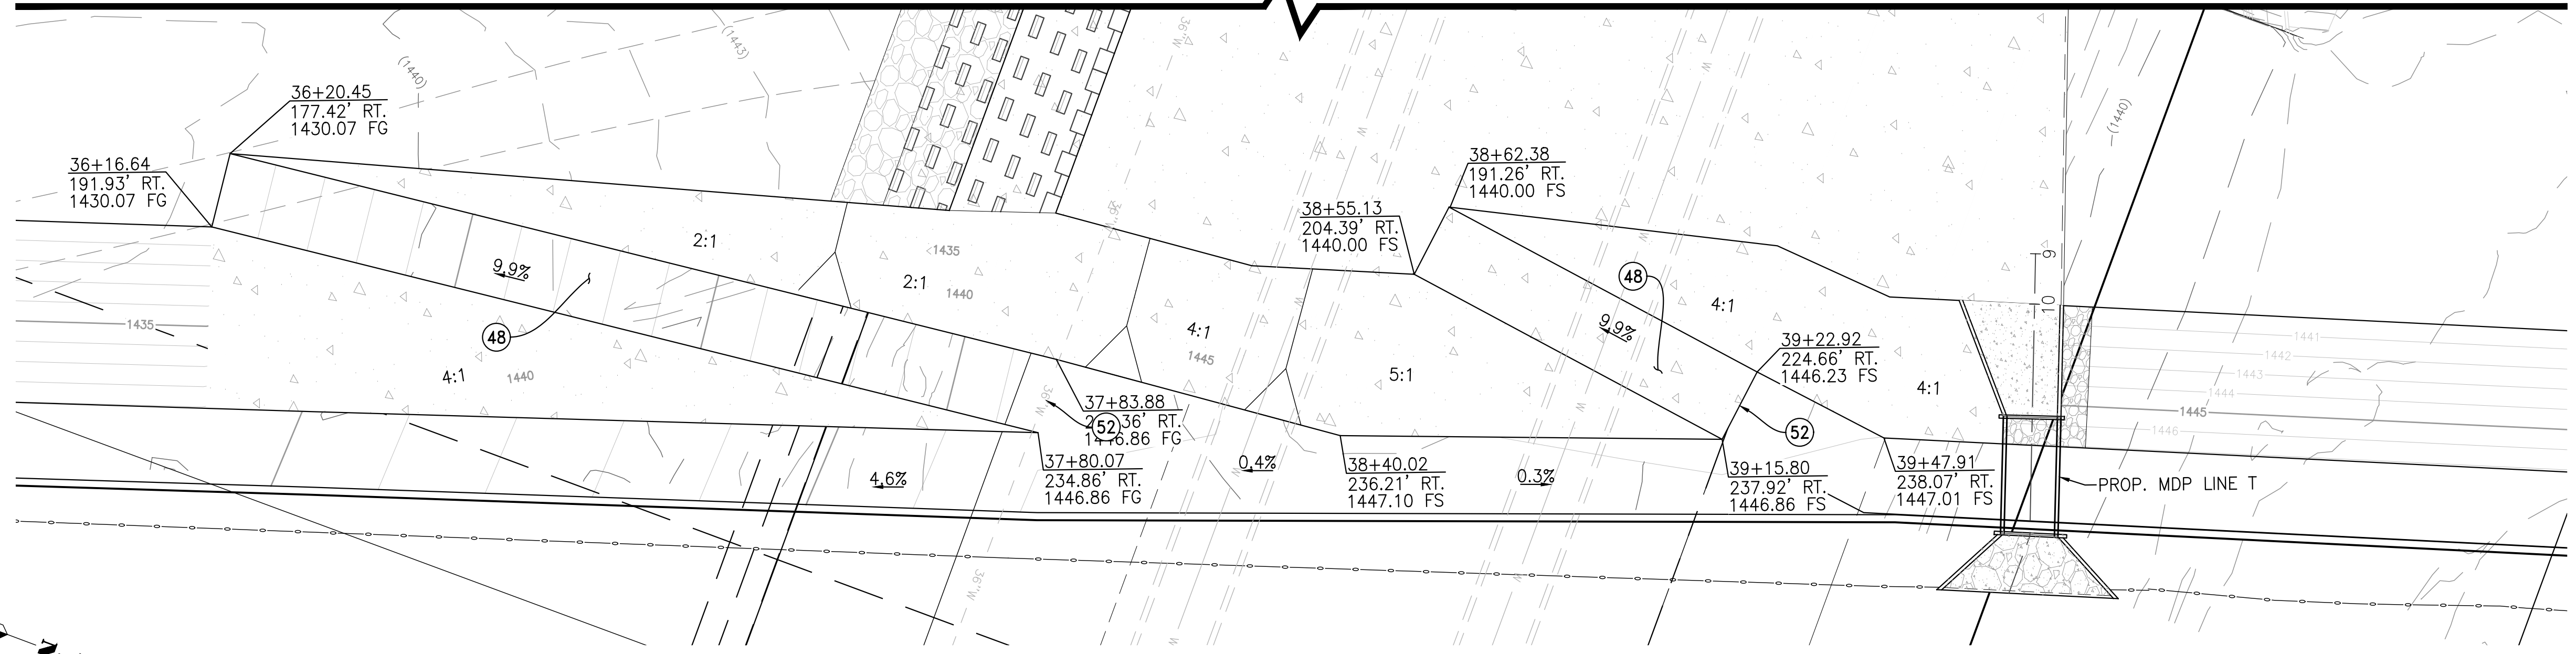 36+20.45
177.42' RT.
1430.07 FG
(1440)
(1443)
36"W
W
36+16.64
191.93' RT.
1430.07 FG
38+62.38
191.26' RT.
1440.00 FS
38+55.13
204.39' RT.
1440.00 FS
(1440)
36"W
W
W
9
10
2:1
1435
2:1
1440
9.9%
48
48
4:1
9.9%
W
1435
48
4:1
1440
4:1
1445
5:1
39+22.92
224.66' RT.
1446.23 FS
4:1
1441
1442
1443
1444
1445
1446
36"W
37+83.88
36' RT.
6.86 FG
52
52
W
W
37+80.07
234.86' RT.
1446.86 FG
4.6%
0.4%
38+40.02
236.21' RT.
1447.10 FS
0.3%
39+15.80
237.92' RT.
1446.86 FS
39+47.91
238.07' RT.
1447.01 FS
PROP. MDP LINE T
36"W
W
W